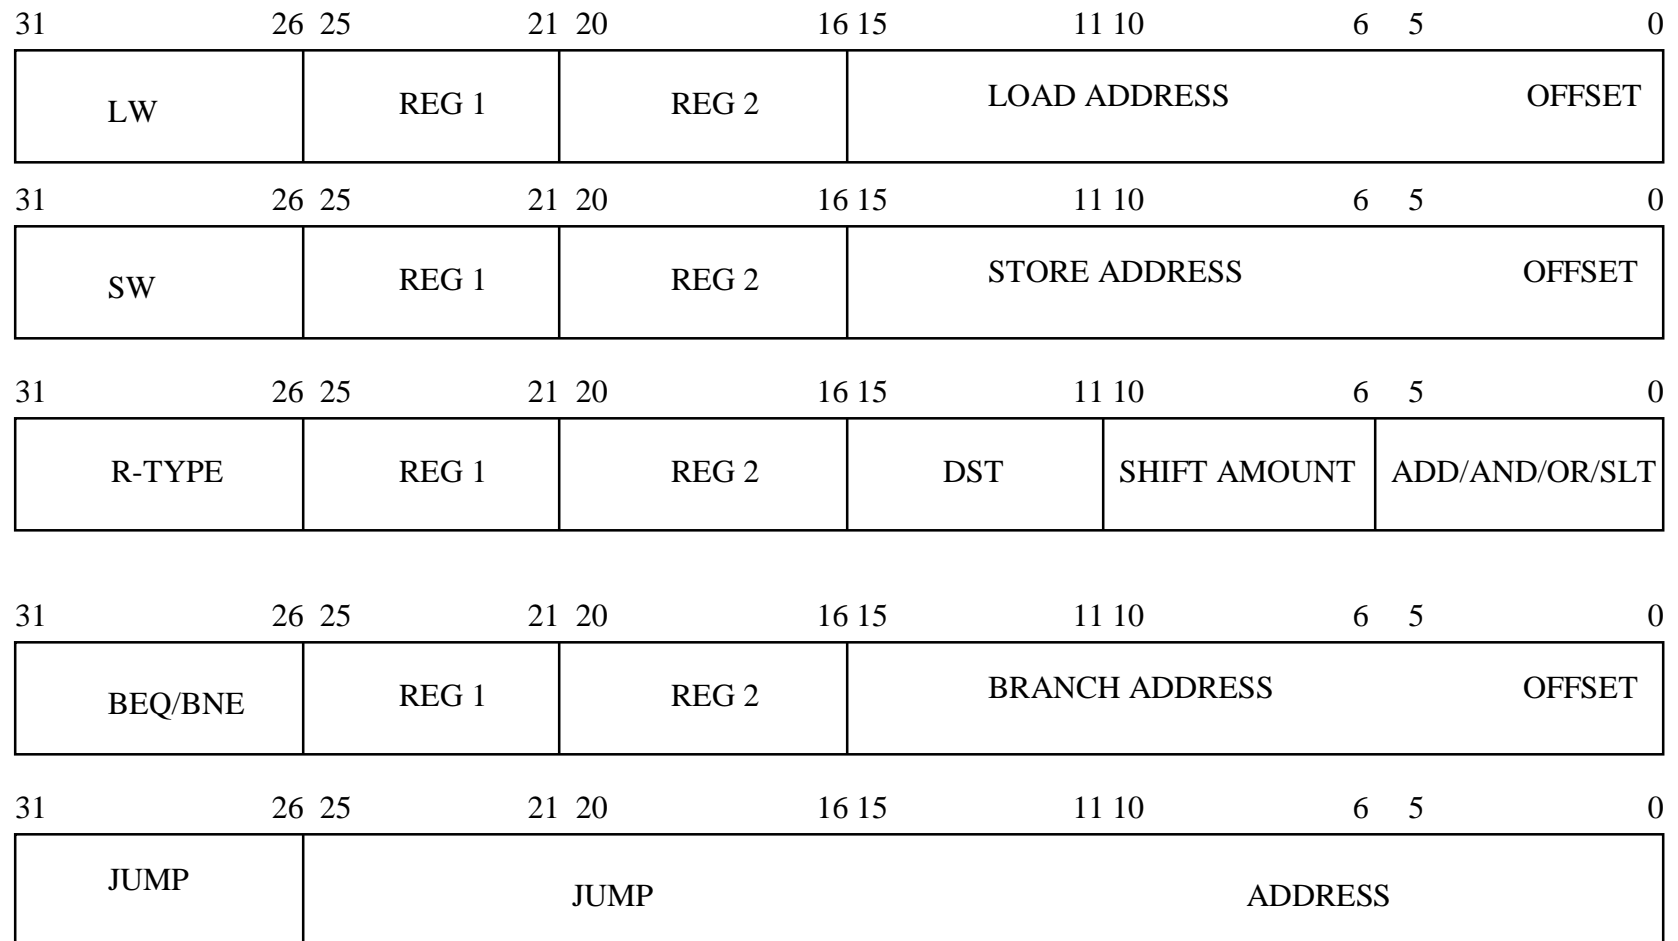 31 26 25 21 20 16 15 11 10 6 5 0
LW REG 1 REG 2 LOAD ADDRESS OFFSET
31 26 25 21 20 16 15 11 10 6 5 0
SW REG 1 REG 2 STORE ADDRESS OFFSET
31 26 25 21 20 16 15 11 10 6 5 0
R-TYPE REG 1 REG 2 DST SHIFT AMOUNT ADD/AND/OR/SLT
31 26 25 21 20 16 15 11 10 6 5 0
BEQ/BNE REG 1 REG 2 BRANCH ADDRESS OFFSET
31 26 25 21 20 16 15 11 10 6 5 0
JUMP JUMP ADDRESS